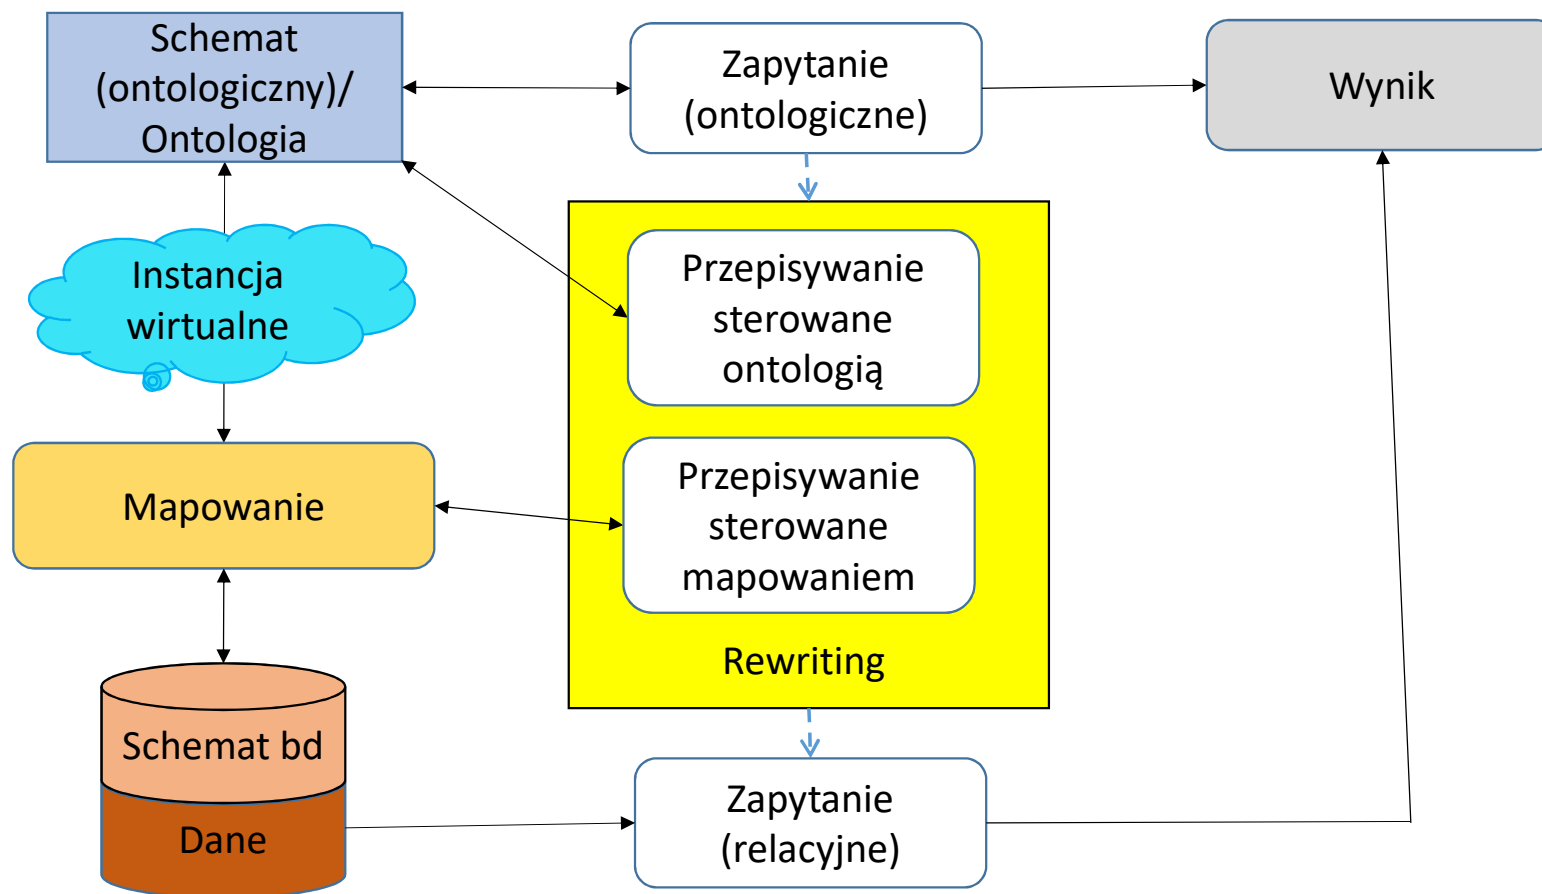 Schemat
(ontologiczny)/
Ontologia
Zapytanie
(ontologiczne)
Wynik
Instancja
wirtualne
Przepisywanie
sterowane
ontologią
Mapowanie
Przepisywanie
sterowane
mapowaniem
Rewriting
Schemat bd
Dane
Zapytanie
(relacyjne)